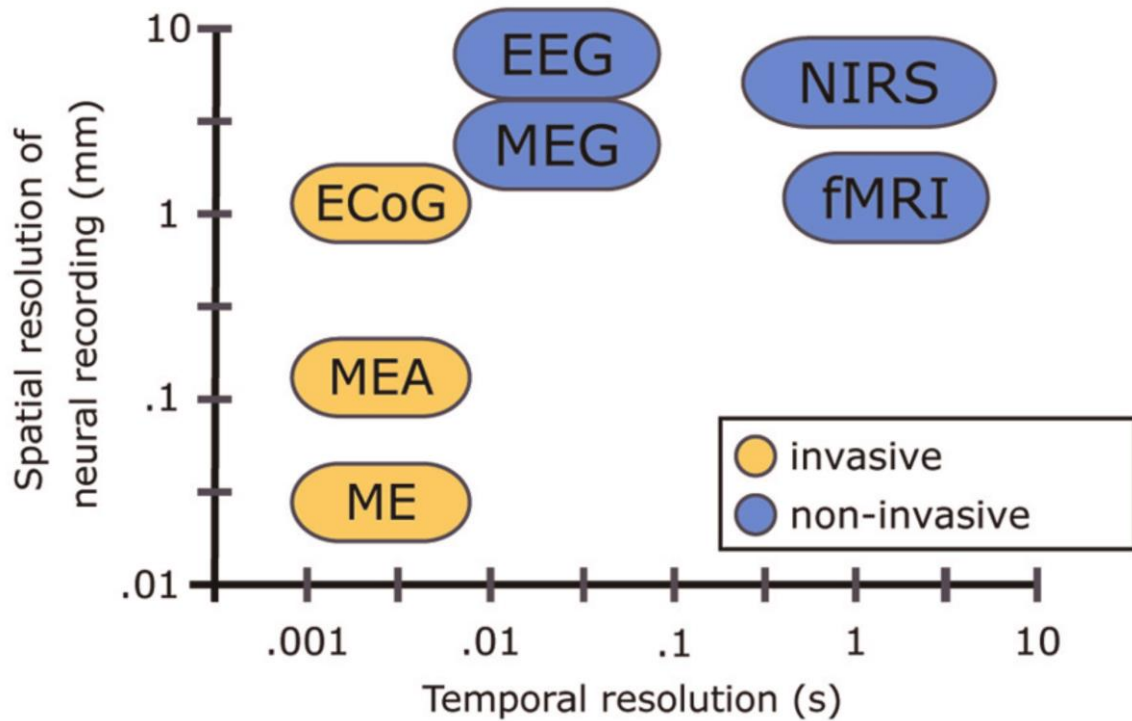 Spatial resolution of
neural recording (mm)
10
1
.1
.01
EEG
NIRS
MEG
ECoG
fMRI
MEA
ME
invasive
non-invasive
.001
.01
.1
1
10
Temporal resolution (s)